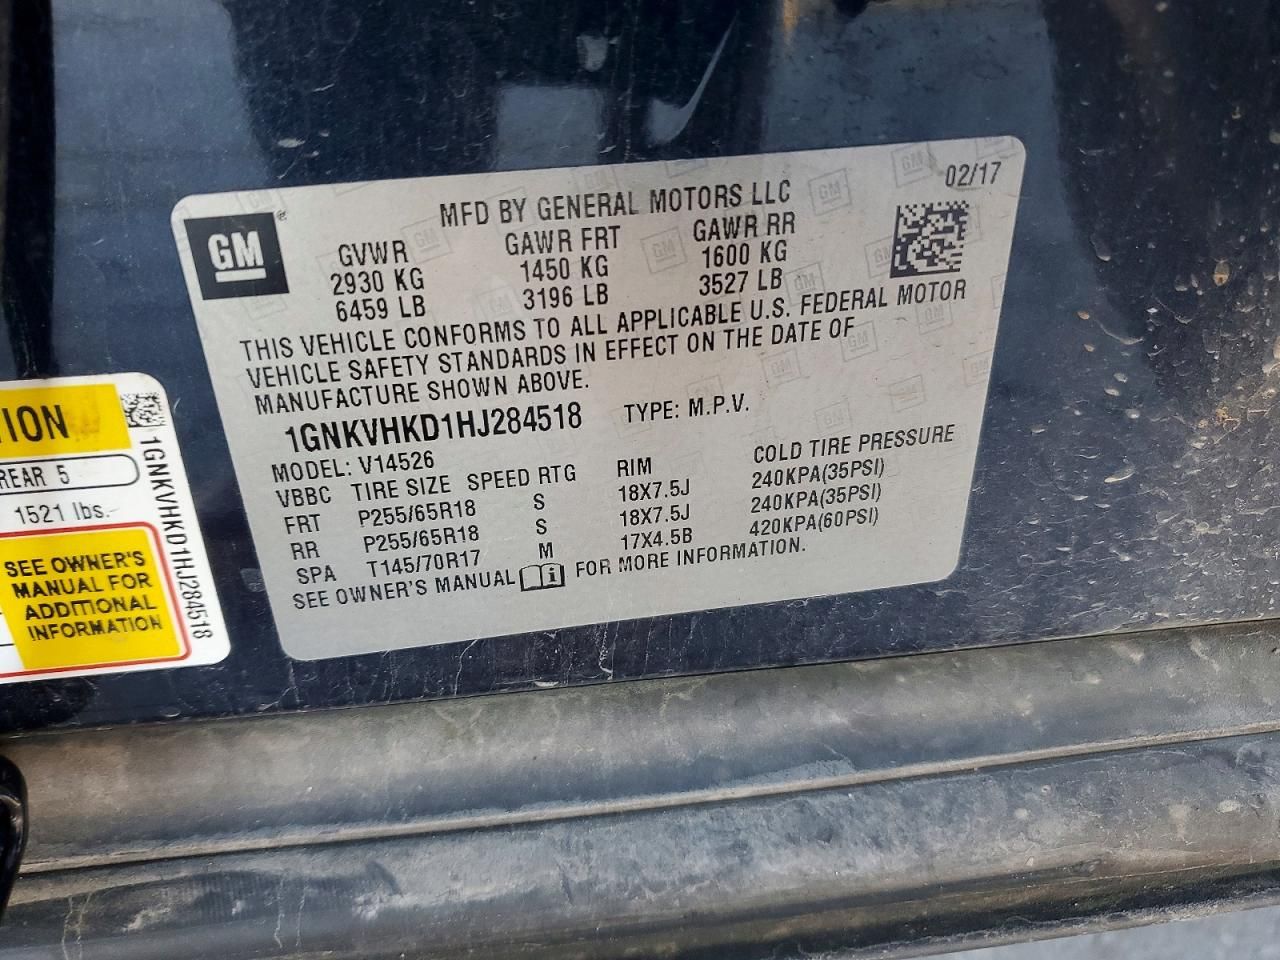 02/17
GM
MFD BY GENERAL MOTORS LLC
GVWR GAWR FRT GAWR RR
2930 KG 1450 KG 1600 KG
6459 LB 3196 LB 3527 LB
THIS VEHICLE CONFORMS TO ALL APPLICABLE U.S. FEDERAL MOTOR
VEHICLE SAFETY STANDARDS IN EFFECT ON THE DATE OF
MANUFACTURE SHOWN ABOVE.
1GNKVHKD1HJ284518 TYPE: M.P.V.
MODEL: V14526
VBBC TIRE SIZE SPEED RTG RIM COLD TIRE PRESSURE
FRT P255/65R18 S 18X7.5J 240KPA(35PSI)
RR P255/65R18 S 18X7.5J 240KPA(35PSI)
SPA T145/70R17 M 17X4.5B 420KPA(60PSI)
SEE OWNER'S MANUAL i FOR MORE INFORMATION.
TION
REAR 5
1521 lbs.
SEE OWNER'S
MANUAL FOR
ADDITIONAL
INFORMATION
1GNKVHKD1HJ284518